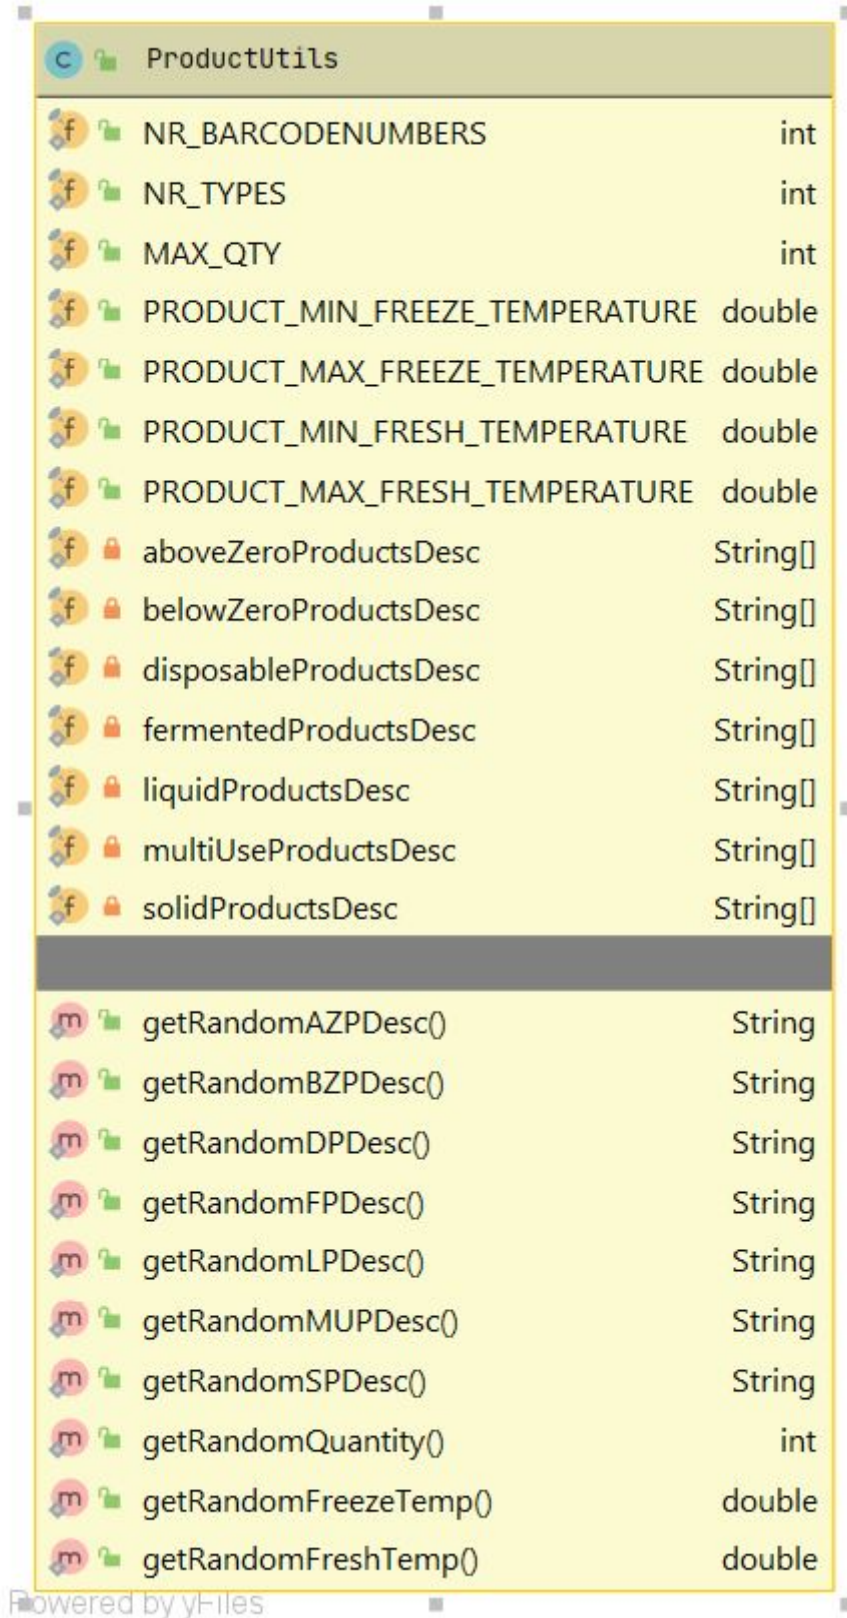 C ProductUtils
f NR_BARCODENUMBERS int
f NR_TYPES int
f MAX_QTY int
f PRODUCT_MIN_FREEZE_TEMPERATURE double
f PRODUCT_MAX_FREEZE_TEMPERATURE double
f PRODUCT_MIN_FRESH_TEMPERATURE double
f PRODUCT_MAX_FRESH_TEMPERATURE double
f aboveZeroProductsDesc String[]
f belowZeroProductsDesc String[]
f disposableProductsDesc String[]
f fermentedProductsDesc String[]
f liquidProductsDesc String[]
f multiUseProductsDesc String[]
f solidProductsDesc String[]
m getRandomAZPDesc() String
m getRandomBZPDesc() String
m getRandomDPDesc() String
m getRandomFPDesc() String
m getRandomLPDesc() String
m getRandomMUPDesc() String
m getRandomSPDesc() String
m getRandomQuantity() int
m getRandomFreezeTemp() double
m getRandomFreshTemp() double
Powered by yFiles